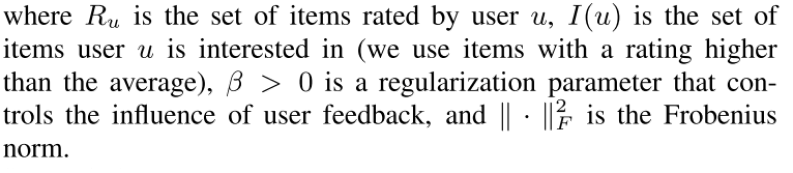 where $R_u$ is the set of items rated by user $u$, $I(u)$ is the set of
items user $u$ is interested in (we use items with a rating higher
than the average), $\beta > 0$ is a regularization parameter that con-
trols the influence of user feedback, and $\| \cdot \|_F^2$ is the Frobenius
norm.